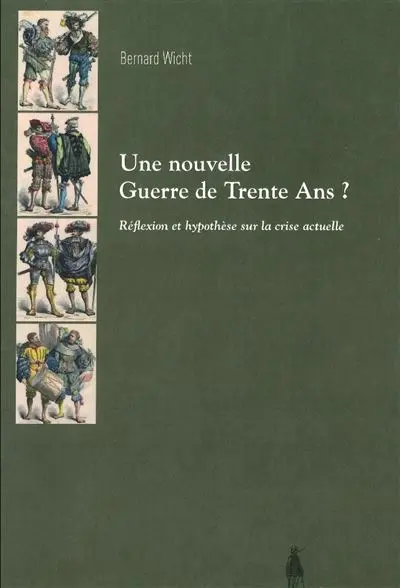 Bernard Wicht
Une nouvelle
Guerre de Trente Ans ?
Réflexion et hypothèse sur la crise actuelle